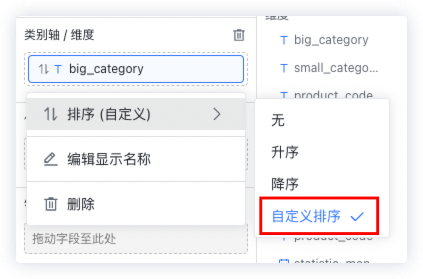 类别轴 / 维度
big_category
排序 (自定义)
编辑显示名称
删除
拖动字段至此处
维度
big_category
small_catego...
product_code
无
升序
降序
自定义排序
product_code